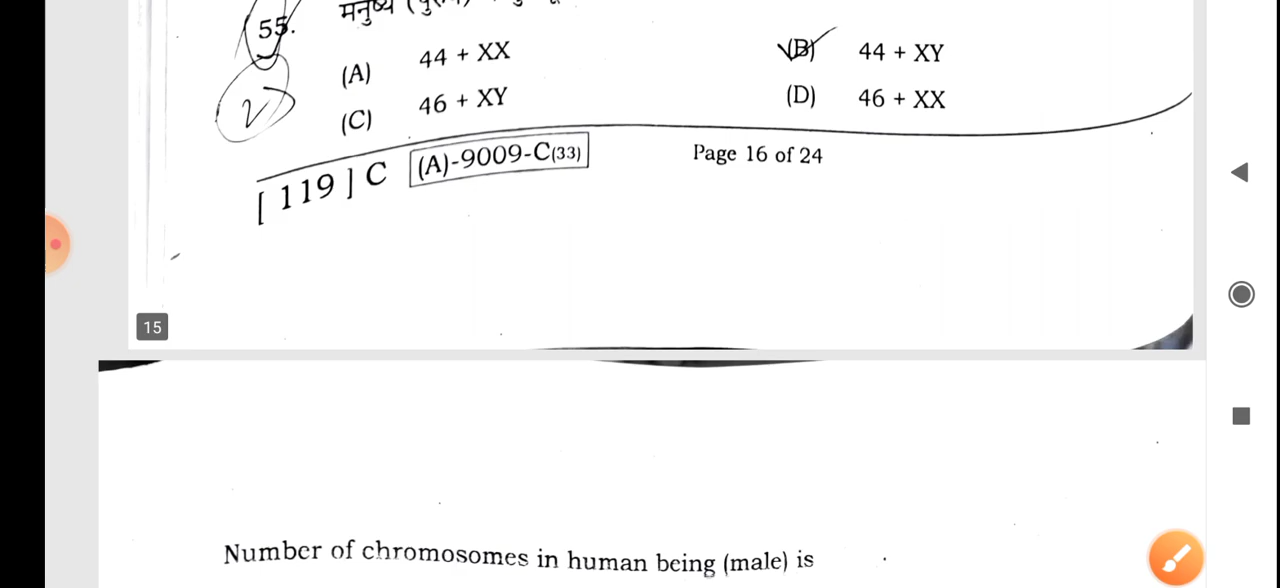 55. मनुष्य
(A) 44 + XX (B) 44 + XY
(C) 46 + XY (D) 46 + XX
[ 119 ] C (A)-9009-C(33) Page 16 of 24
15
Number of chromosomes in human being (male) is